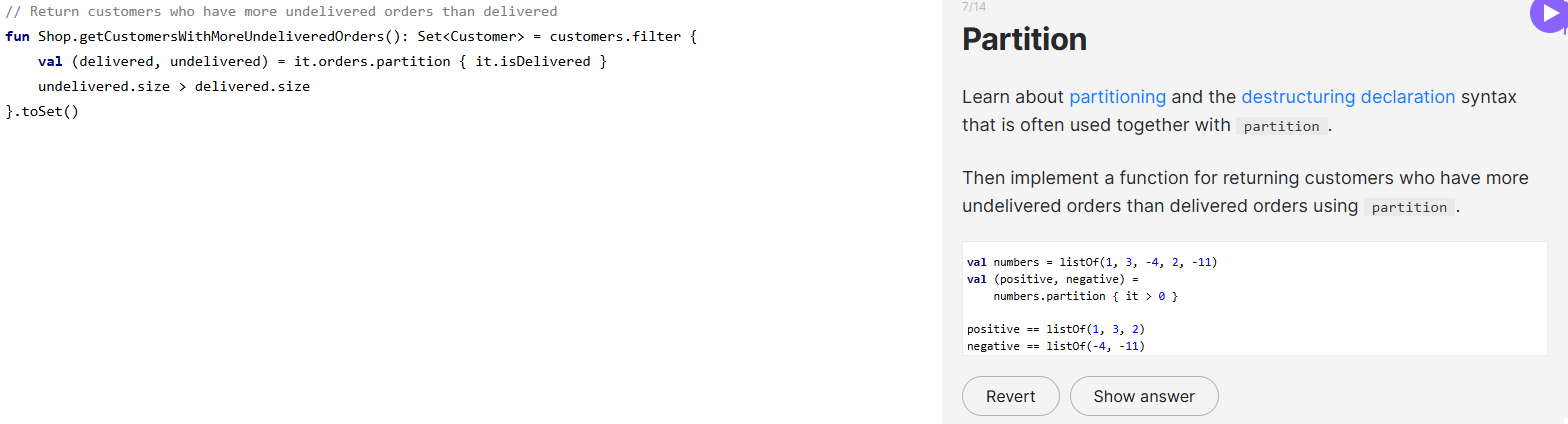 // Return customers who have more undelivered orders than delivered
fun Shop.getCustomersWithMoreUndeliveredOrders(): Set<Customer> = customers.filter {
    val (delivered, undelivered) = it.orders.partition { it.isDelivered }
    undelivered.size > delivered.size
}.toSet()
7/14
Partition
Learn about partitioning and the destructuring declaration syntax
that is often used together with partition .
Then implement a function for returning customers who have more
undelivered orders than delivered orders using partition .
val numbers = listOf(1, 3, -4, 2, -11)
val (positive, negative) =
    numbers.partition { it > 0 }
positive == listOf(1, 3, 2)
negative == listOf(-4, -11)
Revert
Show answer